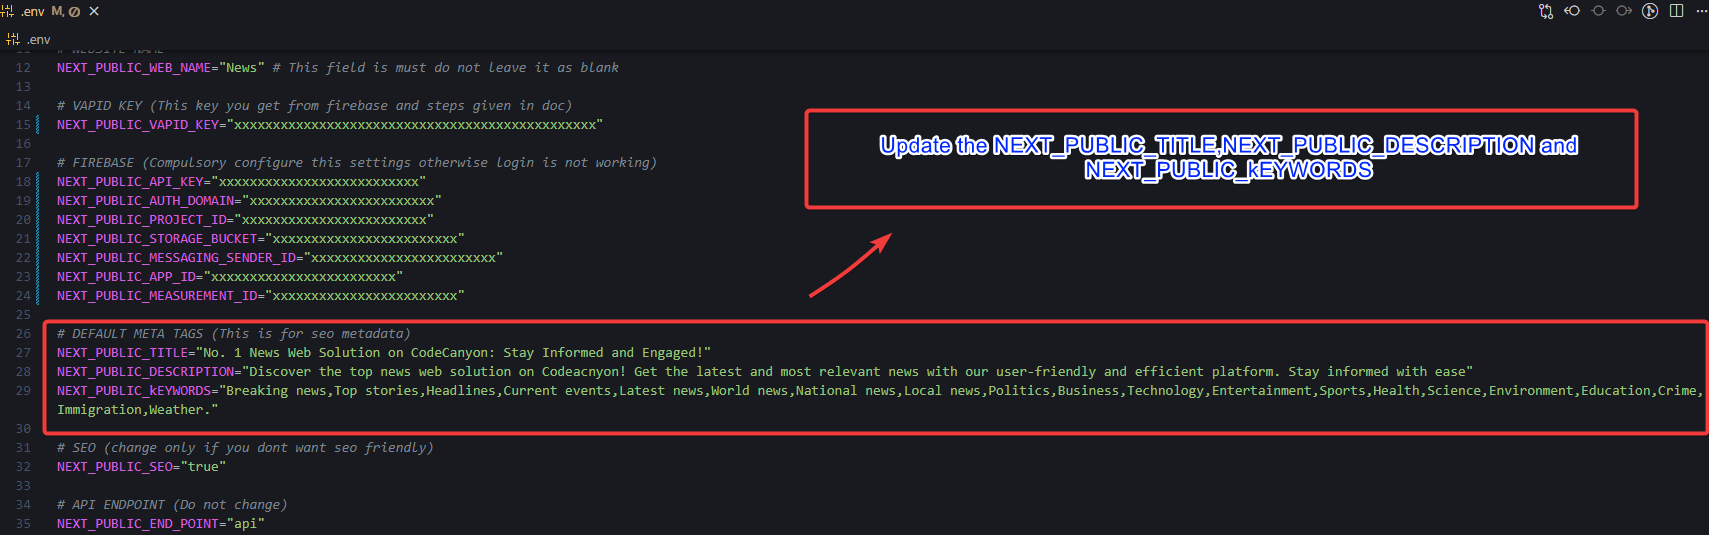 .env M, ⊘ ×
.env
11 # WEBSITE NAME
12 NEXT_PUBLIC_WEB_NAME="News" # This field is must do not leave it as blank
13
14 # VAPID KEY (This key you get from firebase and steps given in doc)
15 NEXT_PUBLIC_VAPID_KEY="xxxxxxxxxxxxxxxxxxxxxxxxxxxxxxxxxxxxxxxxxxxxxxx"
16
17 # FIREBASE (Compulsory configure this settings otherwise login is not working)
18 NEXT_PUBLIC_API_KEY="xxxxxxxxxxxxxxxxxxxxxxxxxx"
19 NEXT_PUBLIC_AUTH_DOMAIN="xxxxxxxxxxxxxxxxxxxxxxxx"
20 NEXT_PUBLIC_PROJECT_ID="xxxxxxxxxxxxxxxxxxxxxxxx"
21 NEXT_PUBLIC_STORAGE_BUCKET="xxxxxxxxxxxxxxxxxxxxxxxx"
22 NEXT_PUBLIC_MESSAGING_SENDER_ID="xxxxxxxxxxxxxxxxxxxxxxxx"
23 NEXT_PUBLIC_APP_ID="xxxxxxxxxxxxxxxxxxxxxxxx"
24 NEXT_PUBLIC_MEASUREMENT_ID="xxxxxxxxxxxxxxxxxxxxxxxx"
25
Update the NEXT_PUBLIC_TITLE,NEXT_PUBLIC_DESCRIPTION and
NEXT_PUBLIC_kEYWORDS
26 # DEFAULT META TAGS (This is for seo metadata)
27 NEXT_PUBLIC_TITLE="No. 1 News Web Solution on CodeCanyon: Stay Informed and Engaged!"
28 NEXT_PUBLIC_DESCRIPTION="Discover the top news web solution on Codeacnyon! Get the latest and most relevant news with our user-friendly and efficient platform. Stay informed with ease"
29 NEXT_PUBLIC_kEYWORDS="Breaking news,Top stories,Headlines,Current events,Latest news,World news,National news,Local news,Politics,Business,Technology,Entertainment,Sports,Health,Science,Environment,Education,Crime,
Immigration,Weather."
30
31 # SEO (change only if you dont want seo friendly)
32 NEXT_PUBLIC_SEO="true"
33
34 # API ENDPOINT (Do not change)
35 NEXT_PUBLIC_END_POINT="api"